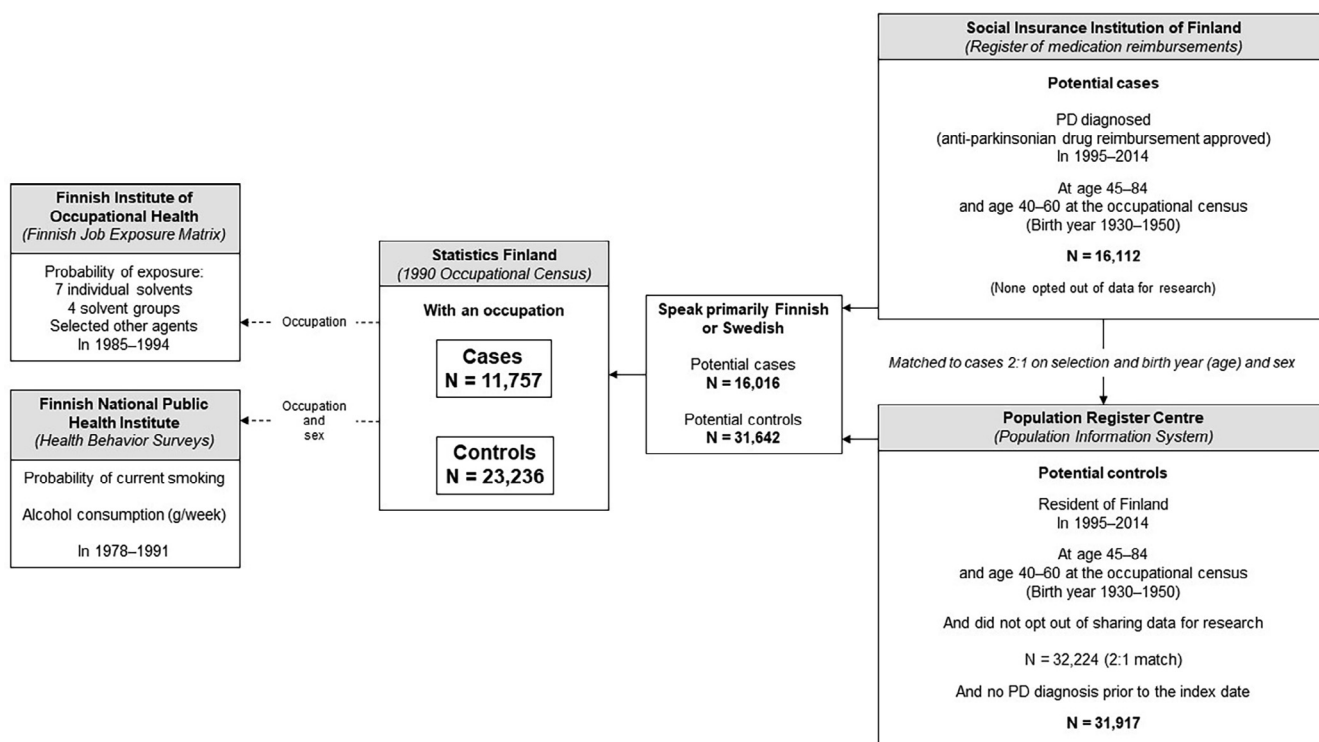 Social Insurance Institution of Finland
(Register of medication reimbursements)
Potential cases
PD diagnosed
(anti-parkinsonian drug reimbursement approved)
In 1995–2014
At age 45–84
and age 40–60 at the occupational census
(Birth year 1930–1950)
N = 16,112
(None opted out of data for research)
Matched to cases 2:1 on selection and birth year (age) and sex
Population Register Centre
(Population Information System)
Potential controls
Resident of Finland
In 1995–2014
At age 45–84
and age 40–60 at the occupational census
(Birth year 1930–1950)
And did not opt out of sharing data for research
N = 32,224 (2:1 match)
And no PD diagnosis prior to the index date
N = 31,917
Speak primarily Finnish
or Swedish
Potential cases
N = 16,016
Potential controls
N = 31,642
Statistics Finland
(1990 Occupational Census)
With an occupation
Cases
N = 11,757
Controls
N = 23,236
Occupation
Occupation
and
sex
Finnish Institute of
Occupational Health
(Finnish Job Exposure Matrix)
Probability of exposure:
7 individual solvents
4 solvent groups
Selected other agents
In 1985–1994
Finnish National Public
Health Institute
(Health Behavior Surveys)
Probability of current smoking
Alcohol consumption (g/week)
In 1978–1991